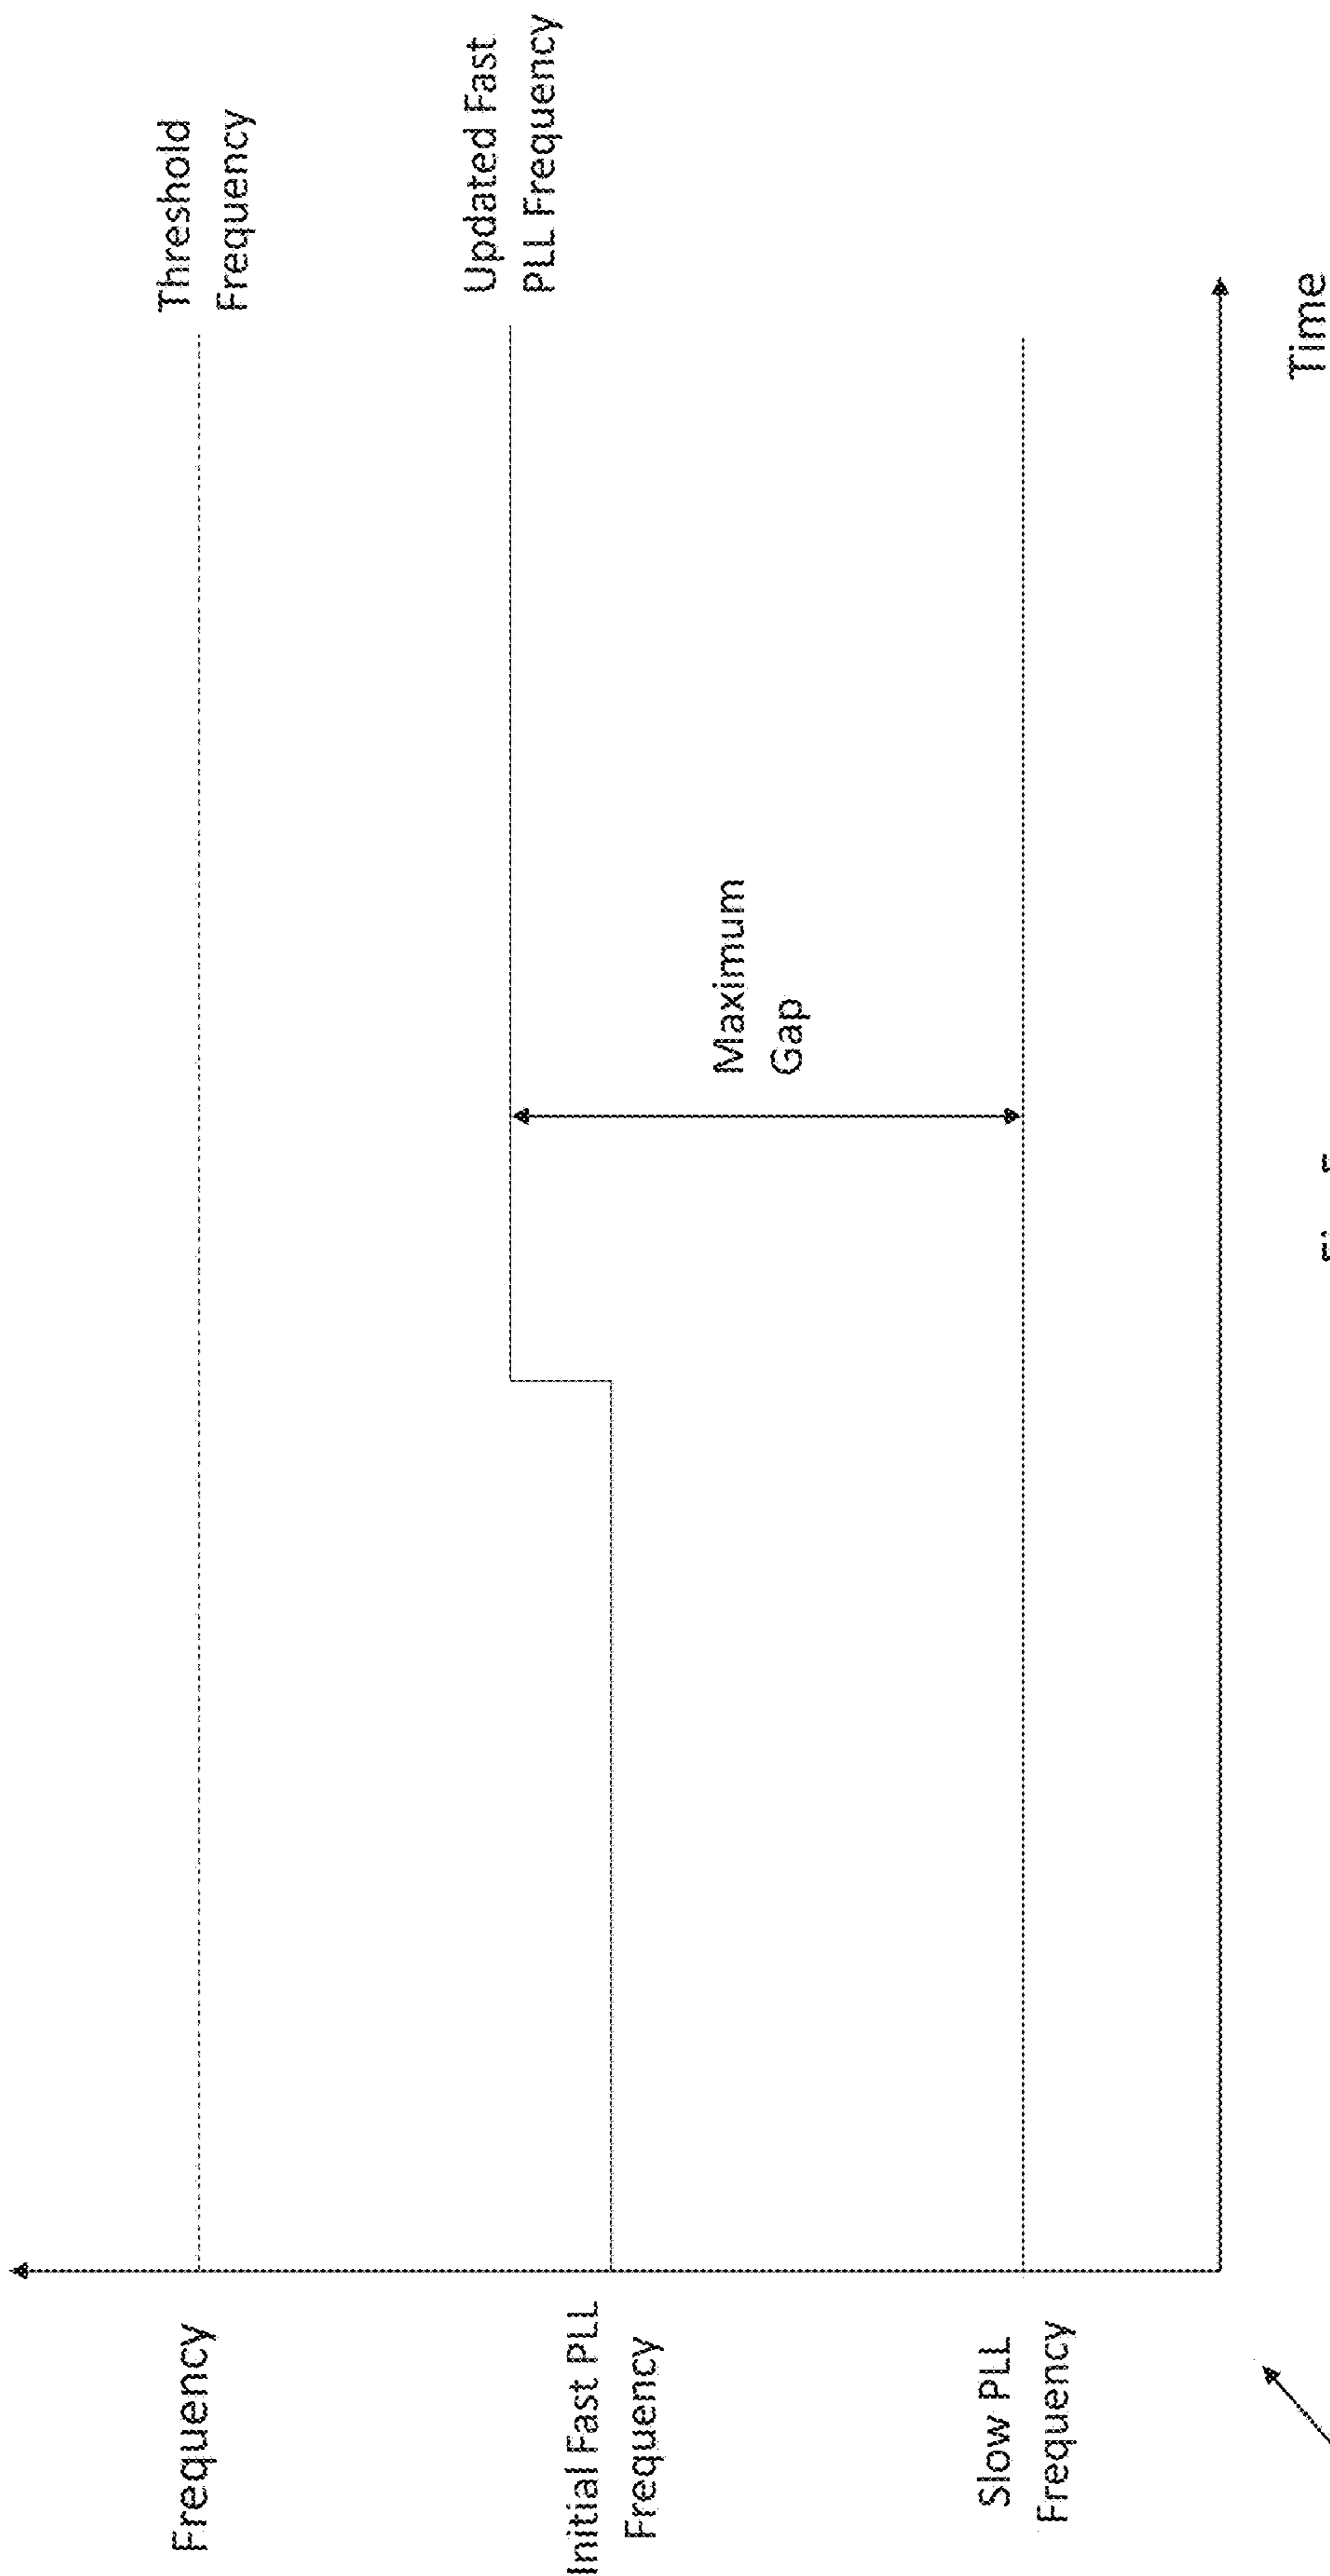 Frequency
Threshold
Frequency
Initial Fast PLL
Frequency
Updated Fast
PLL Frequency
Maximum
Gap
Slow PLL
Frequency
Time